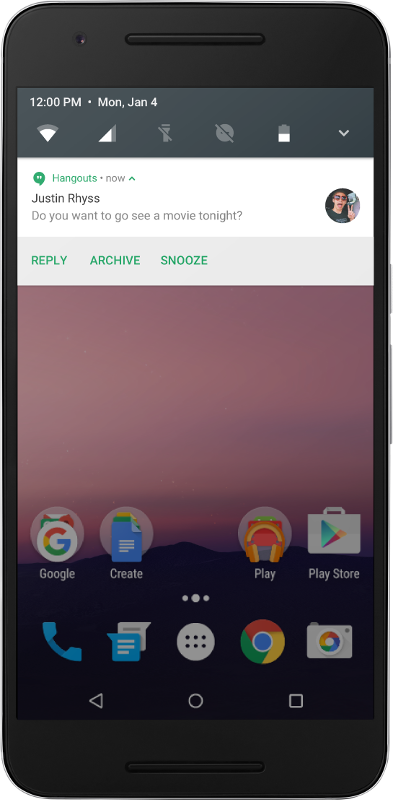 12:00 PM • Mon, Jan 4
Hangouts • now
Justin Rhyss
Do you want to go see a movie tonight?
REPLY ARCHIVE SNOOZE
Google Create Play Play Store